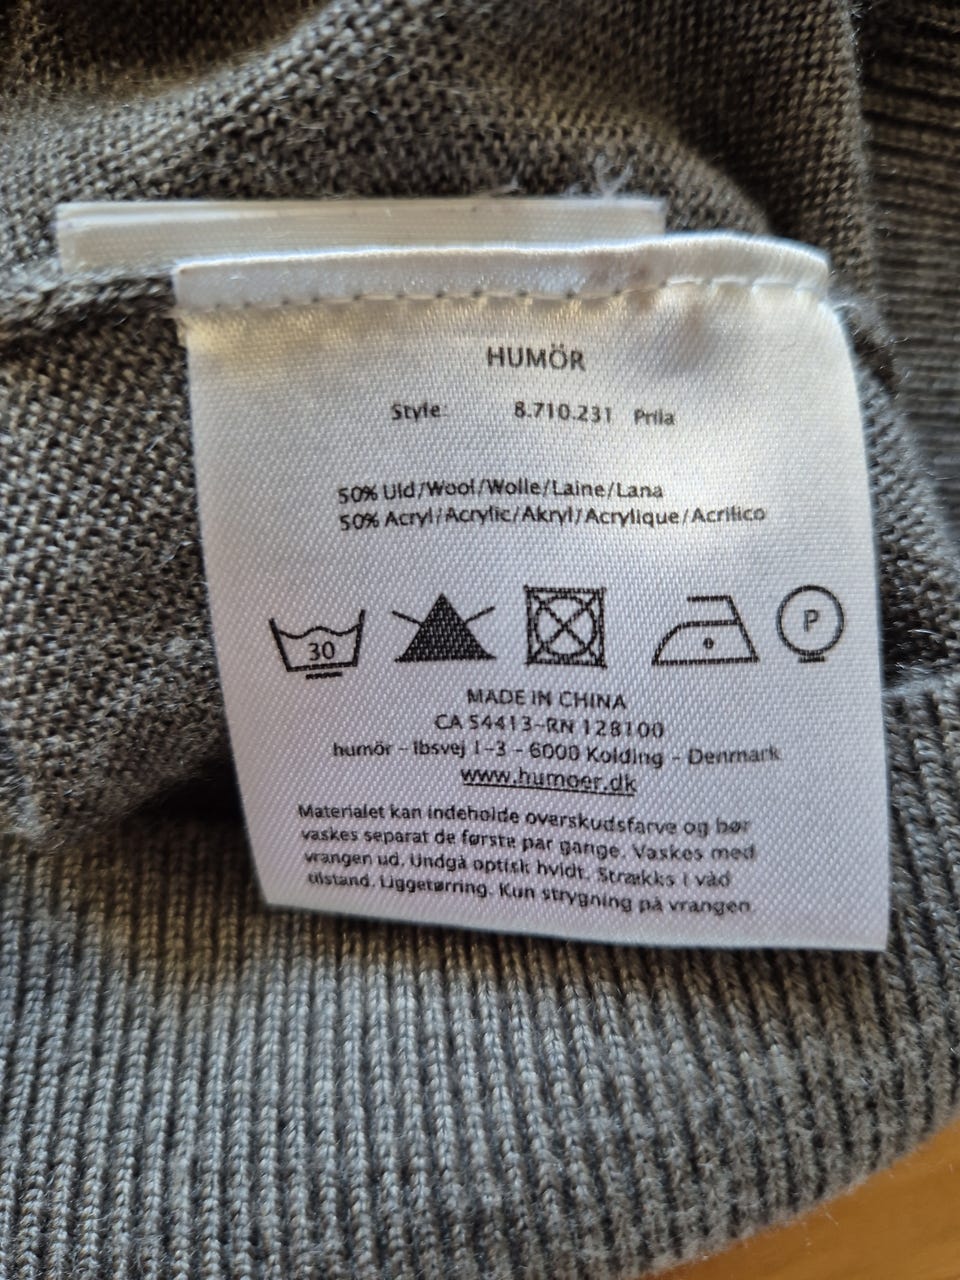 HUMÖR
Style: 8.710.231 Prila
50% Uld/Wool/Wolle/Laine/Lana
50% Acryl/Acrylic/Akryl/Acrylique/Acrilico
30
P
MADE IN CHINA
CA 54413-RN 128100
humör - Ibsvej 1-3 - 6000 Kolding - Denmark
www.humoer.dk
Materialet kan indeholde overskudsfarve og bør
vaskes separat de første par gange. Vaskes med
vrangen ud. Undgå optisk hvidt. Strækks i våd
tilstand. Liggetørring. Kun strygning på vrangen.